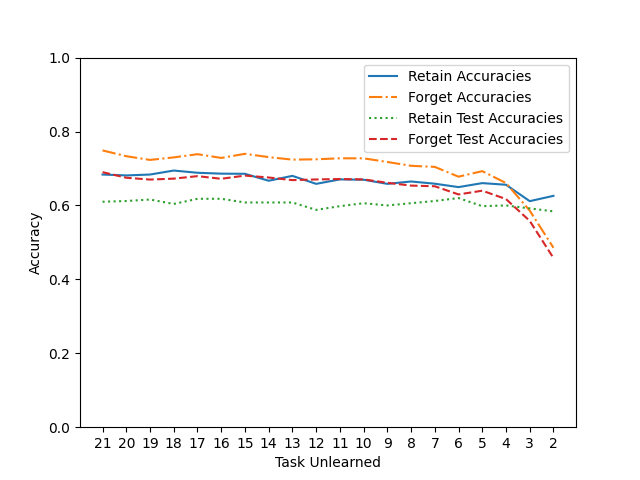 1.0
0.8
0.6
0.4
0.2
0.0
Accuracy
Retain Accuracies
Forget Accuracies
Retain Test Accuracies
Forget Test Accuracies
21 20 19 18 17 16 15 14 13 12 11 10 9 8 7 6 5 4 3 2
Task Unlearned